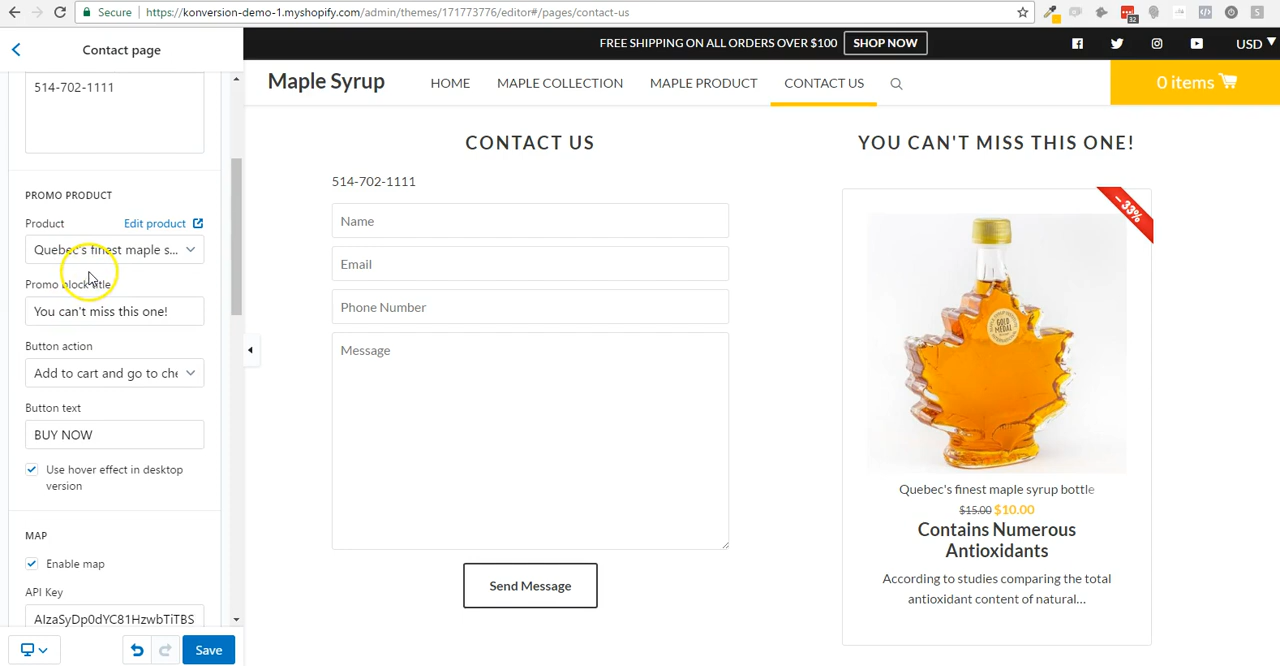 Secure
https://konversion-demo-1.myshopify.com/admin/themes/171773776/editor#/pages/contact-us
32
Contact page
514-702-1111
PROMO PRODUCT
Product
Edit product
Quebec's finest maple s...
Promo block title
You can't miss this one!
Button action
Add to cart and go to che
Button text
BUY NOW
Use hover effect in desktop
version
MAP
Enable map
API Key
AIzaSyDp0dYC81HzwbTiTBS
Save
FREE SHIPPING ON ALL ORDERS OVER $100
SHOP NOW
USD
Maple Syrup
HOME
MAPLE COLLECTION
MAPLE PRODUCT
CONTACT US
0 items
CONTACT US
514-702-1111
Name
Email
Phone Number
Message
Send Message
YOU CAN'T MISS THIS ONE!
- 33%
GOLD
MEDAL
Quebec's finest maple syrup bottle
$15.00 $10.00
Contains Numerous
Antioxidants
According to studies comparing the total
antioxidant content of natural...